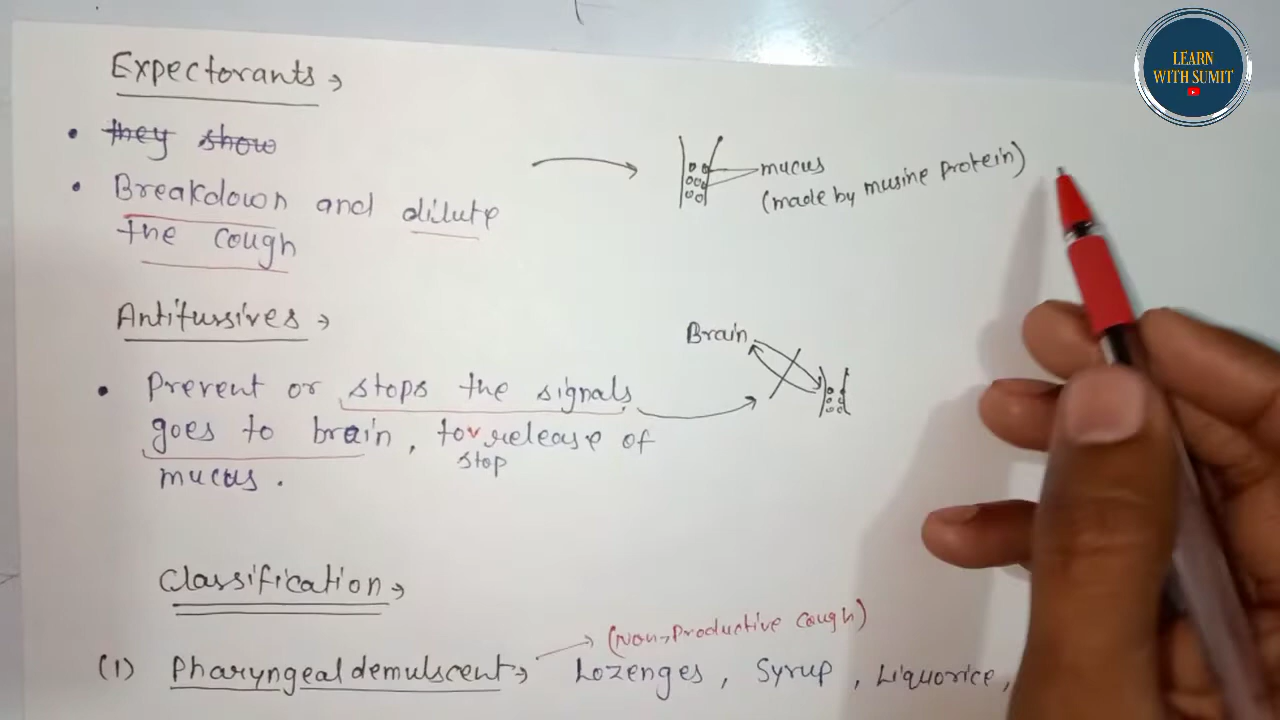 LEARN
WITH SUMIT
Expectorants →
• they show
• Breakdown and dilute
the cough
mucus
(made by musine protein)
Antitussives →
• Prevent or stops the signals
goes to brain, to release of
stop
mucus.
Brain
Classification →
(Non-Productive cough)
(1) Pharyngeal demulscent → Lozenges, Syrup, Liquorice,